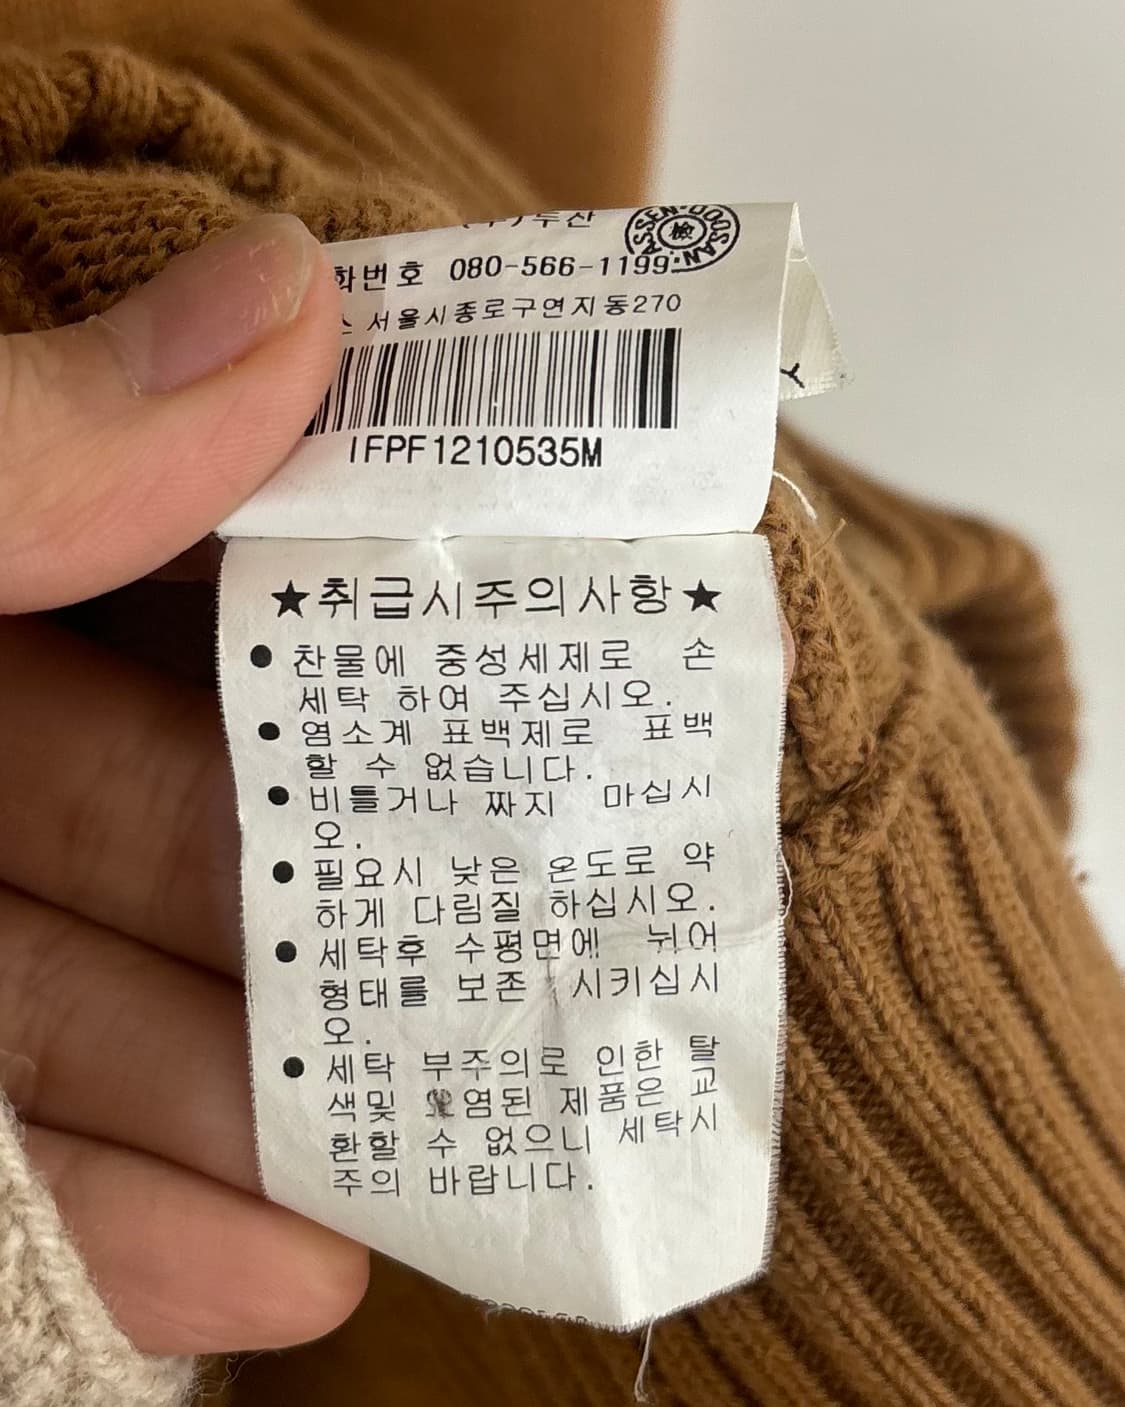 두산
ASSEN·DOOSAN·
화번호 080-566-1199
서울시종로구연지동270
Y
IFPF1210535M
★취급시주의사항★
● 찬물에 중성세제로 손
세탁 하여 주십시오.
● 염소계 표백제로 표백
할 수 없습니다.
● 비틀거나 짜지 마십시
오.
● 필요시 낮은 온도로 약
하게 다림질 하십시오.
● 세탁후 수평면에 뉘어
형태를 보존 시키십시
오.
● 세탁 부주의로 인한 탈
색및 오염된 제품은 교
환할 수 없으니 세탁시
주의 바랍니다.